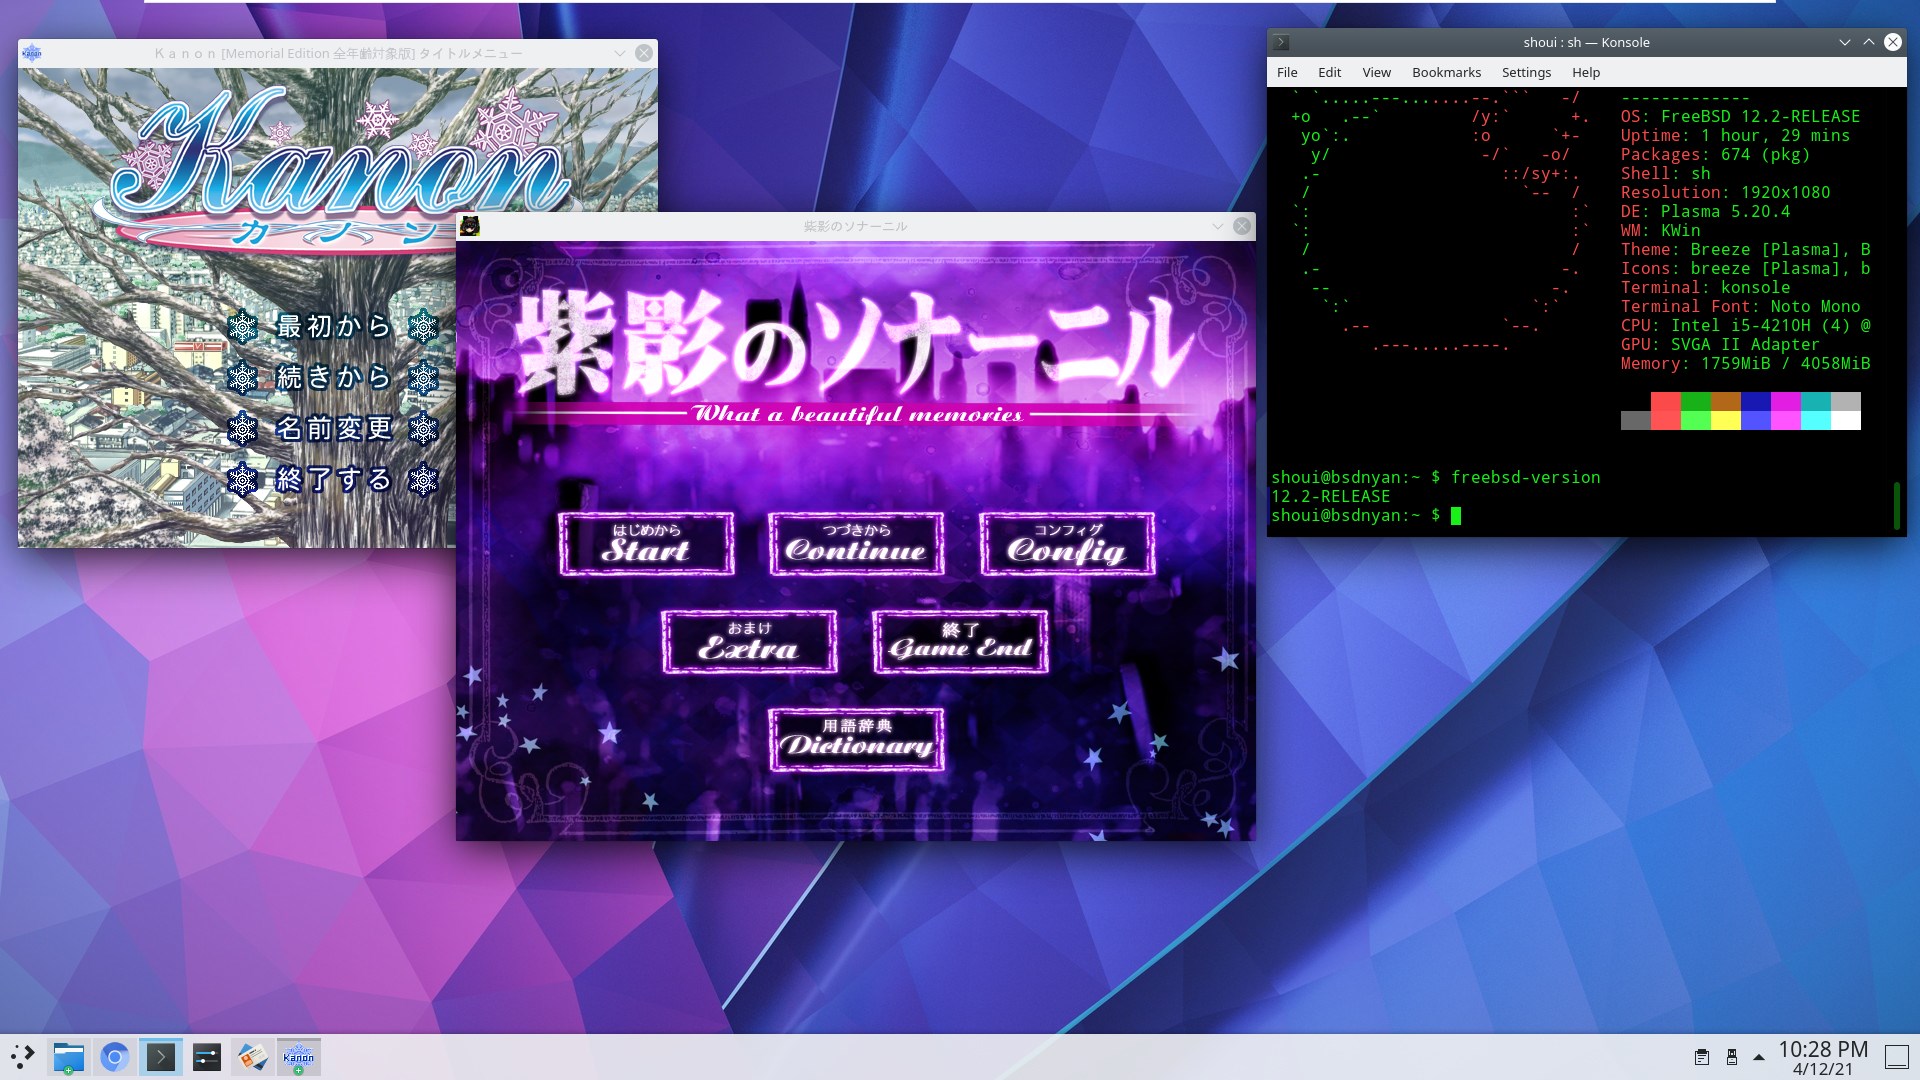 Ｋａｎｏｎ [Memorial Edition 全年齢対象版] タイトルメニュー
Kanon
カノン
最初から
続きから
名前変更
終了する
紫影のソナーニル
紫影のソナーニル
What a beautiful memories
はじめから
Start
つづきから
Continue
コンフィグ
Config
おまけ
Extra
終了
Game End
用語辞典
Dictionary
shoui : sh — Konsole
File Edit View Bookmarks Settings Help
-------------
OS: FreeBSD 12.2-RELEASE
Uptime: 1 hour, 29 mins
Packages: 674 (pkg)
Shell: sh
Resolution: 1920x1080
DE: Plasma 5.20.4
WM: KWin
Theme: Breeze [Plasma], B
Icons: breeze [Plasma], b
Terminal: konsole
Terminal Font: Noto Mono
CPU: Intel i5-4210H (4) @
GPU: SVGA II Adapter
Memory: 1759MiB / 4058MiB
shoui@bsdnyan:~ $ freebsd-version
12.2-RELEASE
shoui@bsdnyan:~ $
Kanon
10:28 PM
4/12/21